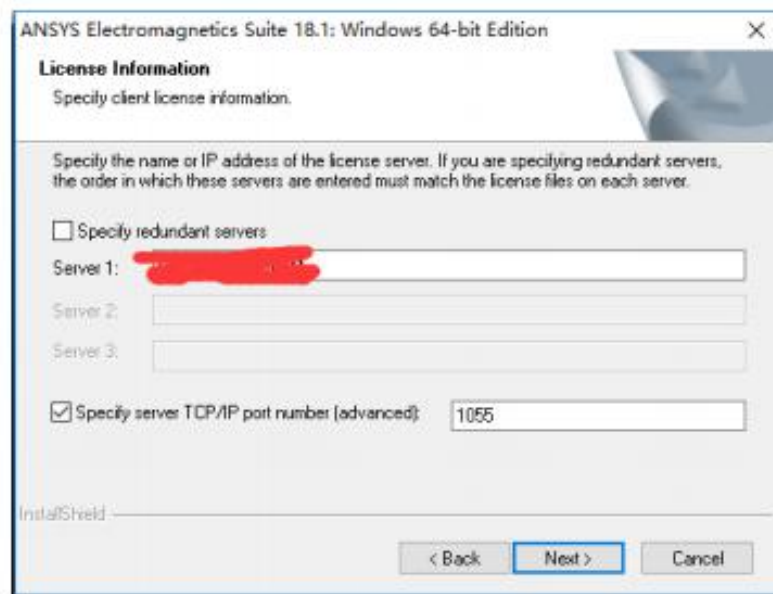 ANSYS Electromagnetics Suite 18.1: Windows 64-bit Edition
License Information
Specify client license information.
Specify the name or IP address of the license server. If you are specifying redundant servers,
the order in which these servers are entered must match the license files on each server.
Specify redundant servers
Server 1:
Server 2:
Server 3:
Specify server TCP/IP port number (advanced): 1055
InstallShield
< Back Next > Cancel